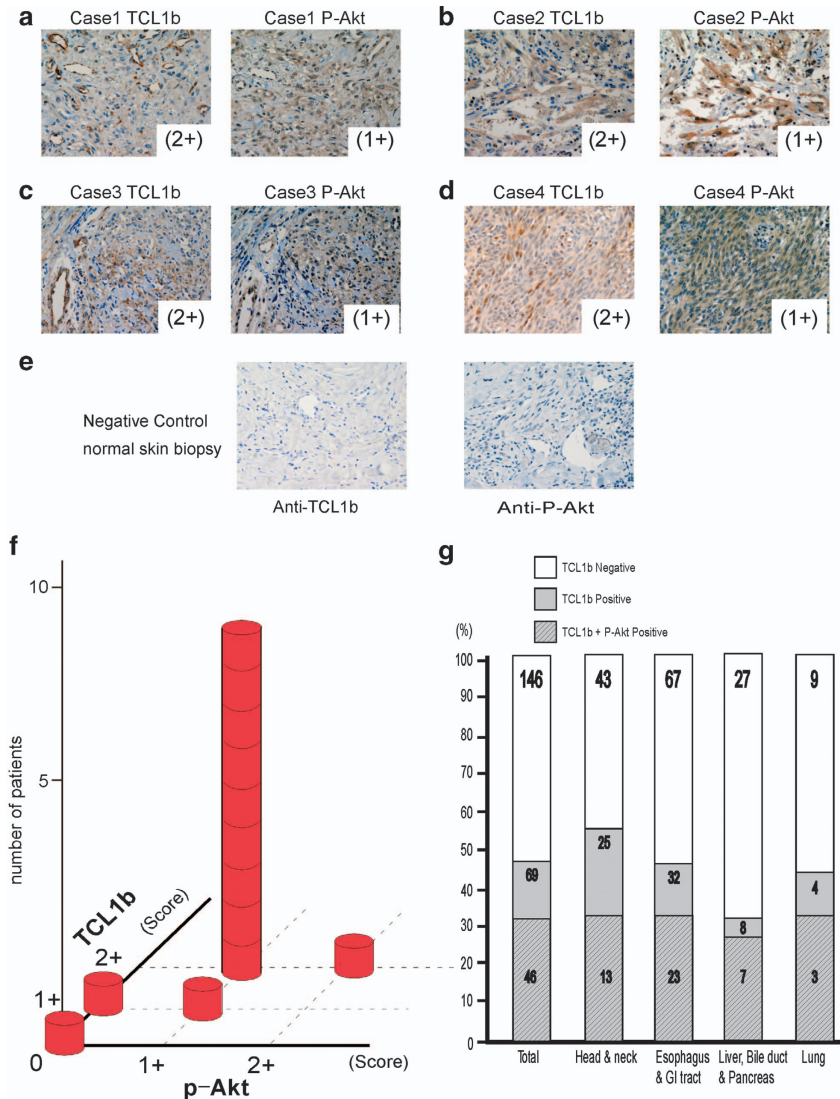 a
Case1 TCL1b
Case1 P-Akt
(2+)
(1+)
b
Case2 TCL1b
Case2 P-Akt
(2+)
(1+)
c
Case3 TCL1b
Case3 P-Akt
(2+)
(1+)
d
Case4 TCL1b
Case4 P-Akt
(2+)
(1+)
e
Negative Control
normal skin biopsy
Anti-TCL1b
Anti-P-Akt
f
number of patients
10
5
TCL1b
(Score)
2+
1+
0
1+
2+
(Score)
p-Akt
g
TCL1b Negative
TCL1b Positive
TCL1b + P-Akt Positive
(%)
100
90
80
70
60
50
40
30
20
10
0
146
43
67
27
9
69
25
32
8
4
46
13
23
7
3
Total
Head & neck
Esophagus
& GI tract
Liver, Bile duct
& Pancreas
Lung